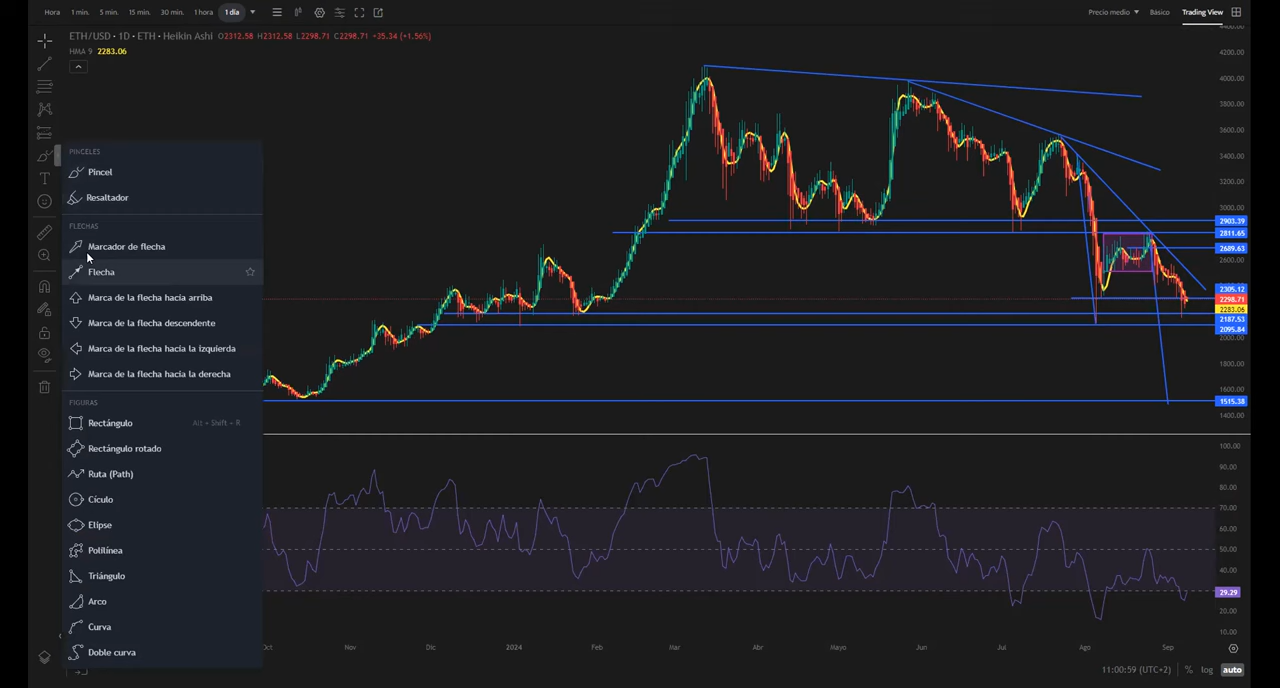 Hora 1 min. 5 min. 15 min. 30 min. 1 hora 1 día
Precio medio Básico Trading View
ETH/USD · 1D · ETH · Heikin Ashi O2312.58 H2312.58 L2298.71 C2298.71 +35.34 (+1.56%)
HMA 9 2283.06
PINCELES
Pincel
Resaltador
FLECHAS
Marcador de flecha
Flecha
Marca de la flecha hacia arriba
Marca de la flecha descendente
Marca de la flecha hacia la izquierda
Marca de la flecha hacia la derecha
FIGURAS
Rectángulo Alt + Shift + R
Rectángulo rotado
Ruta (Path)
Cículo
Elipse
Polilínea
Triángulo
Arco
Curva
Doble curva
4400.00
4200.00
4000.00
3800.00
3600.00
3400.00
3200.00
3000.00
2903.39
2811.65
2689.63
2600.00
2305.12
2298.71
2283.06
2187.53
2095.84
2000.00
1800.00
1600.00
1515.38
1400.00
100.00
90.00
80.00
70.00
60.00
50.00
40.00
29.29
20.00
10.00
Oct Nov Dic 2024 Feb Mar Abr Mayo Jun Jul Ago Sep
11:00:59 (UTC+2) % log auto